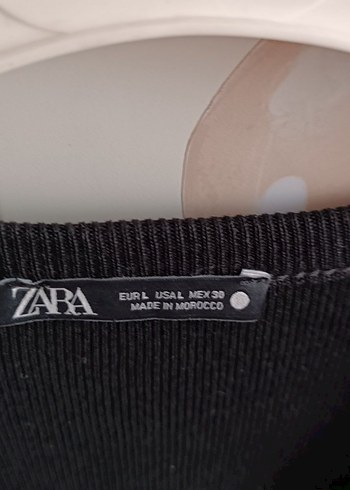 ZARA
EUR L USA L MEX 30
MADE IN MOROCCO